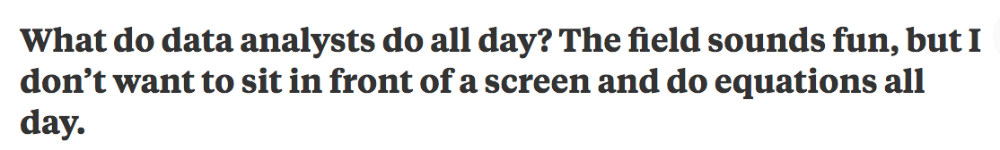 What do data analysts do all day? The field sounds fun, but I
don’t want to sit in front of a screen and do equations all
day.